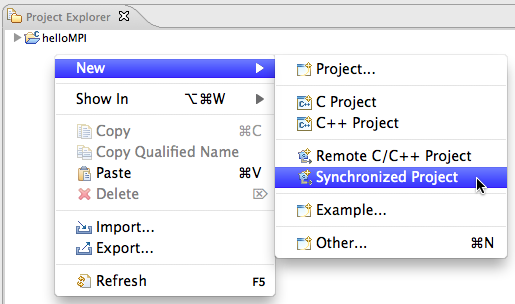 Project Explorer
helloMPI
New
Show In ⌥⌘W
Copy ⌘C
Copy Qualified Name
Paste ⌘V
Delete ⌦
Import...
Export...
Refresh F5
Project...
C Project
C++ Project
Remote C/C++ Project
Synchronized Project
Example...
Other... ⌘N